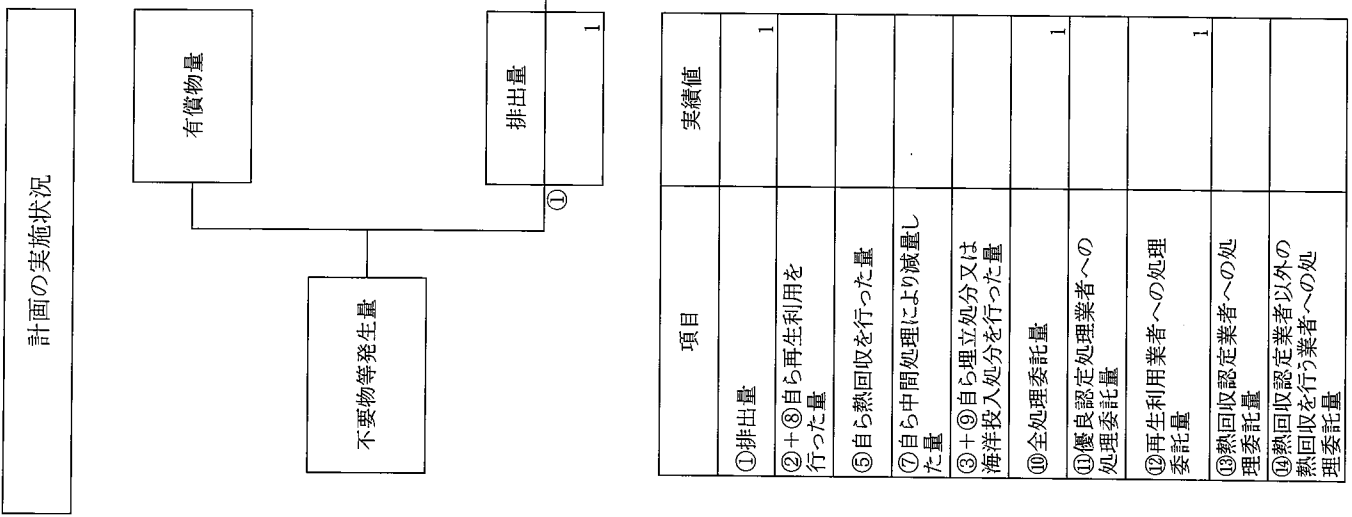 計画の実施状況
有償物量
不要物等発生量
排出量
①
1
項目
実績値
①排出量
1
②+⑧自ら再生利用を
行った量
⑤自ら熱回収を行った量
⑦自ら中間処理により減量し
た量
③+⑨自ら埋立処分又は
海洋投入処分を行った量
⑩全処理委託量
1
⑪優良認定処理業者への
処理委託量
⑫再生利用業者への処理
委託量
1
⑬熱回収認定業者への処
理委託量
⑭熱回収認定業者以外の
熱回収を行う業者への処
理委託量